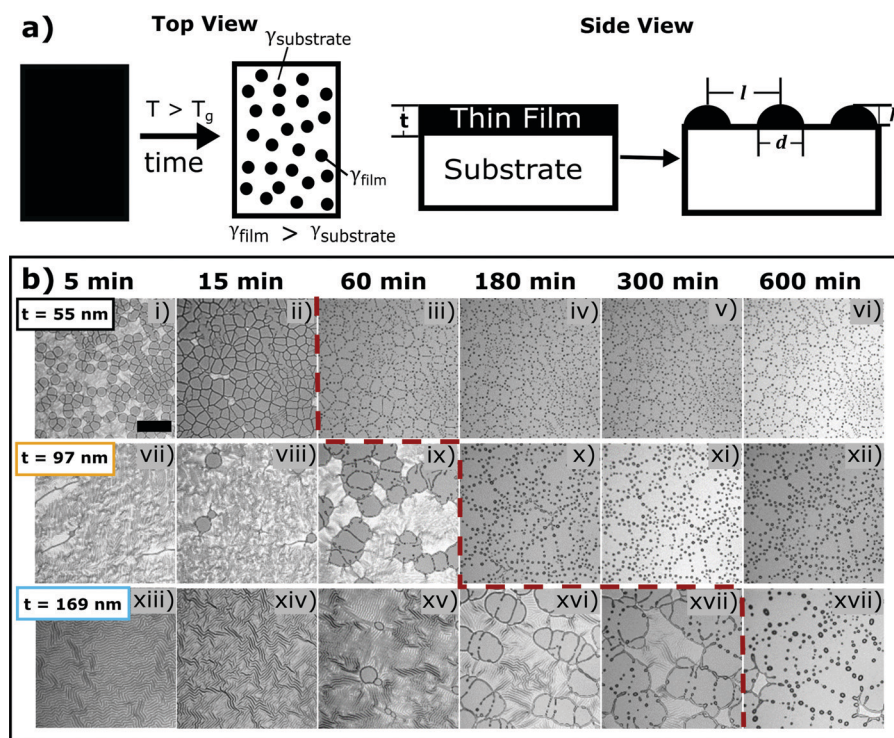 a)
Top View
Side View
γsubstrate
T > Tg
time
γfilm
γfilm > γsubstrate
t
Thin Film
Substrate
l
d
b)
5 min
15 min
60 min
180 min
300 min
600 min
t = 55 nm
i)
ii)
iii)
iv)
v)
vi)
t = 97 nm
vii)
viii)
ix)
x)
xi)
xii)
t = 169 nm
xiii)
xiv)
xv)
xvi)
xvii)
xvii)